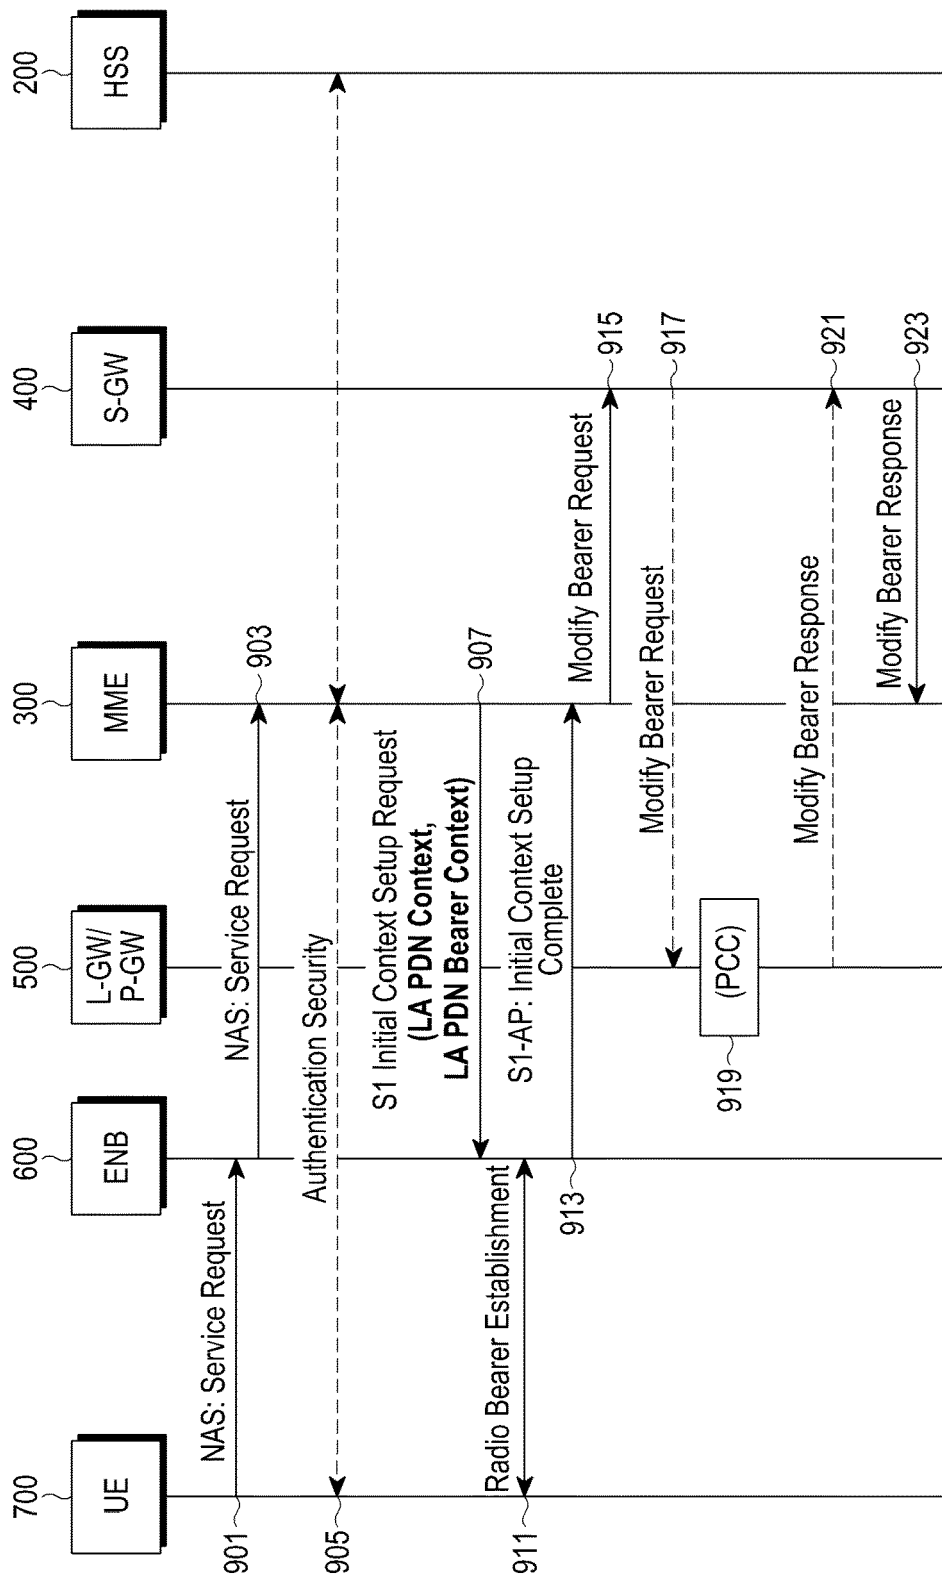 700
600
500
300
400
200
UE
ENB
L-GW/
P-GW
MME
S-GW
HSS
901
NAS: Service Request
NAS: Service Request
903
905
Authentication Security
S1 Initial Context Setup Request
(LA PDN Context,
LA PDN Bearer Context)
907
911
Radio Bearer Establishment
S1-AP: Initial Context Setup
Complete
913
Modify Bearer Request
915
Modify Bearer Request
917
919
(PCC)
Modify Bearer Response
921
Modify Bearer Response
923